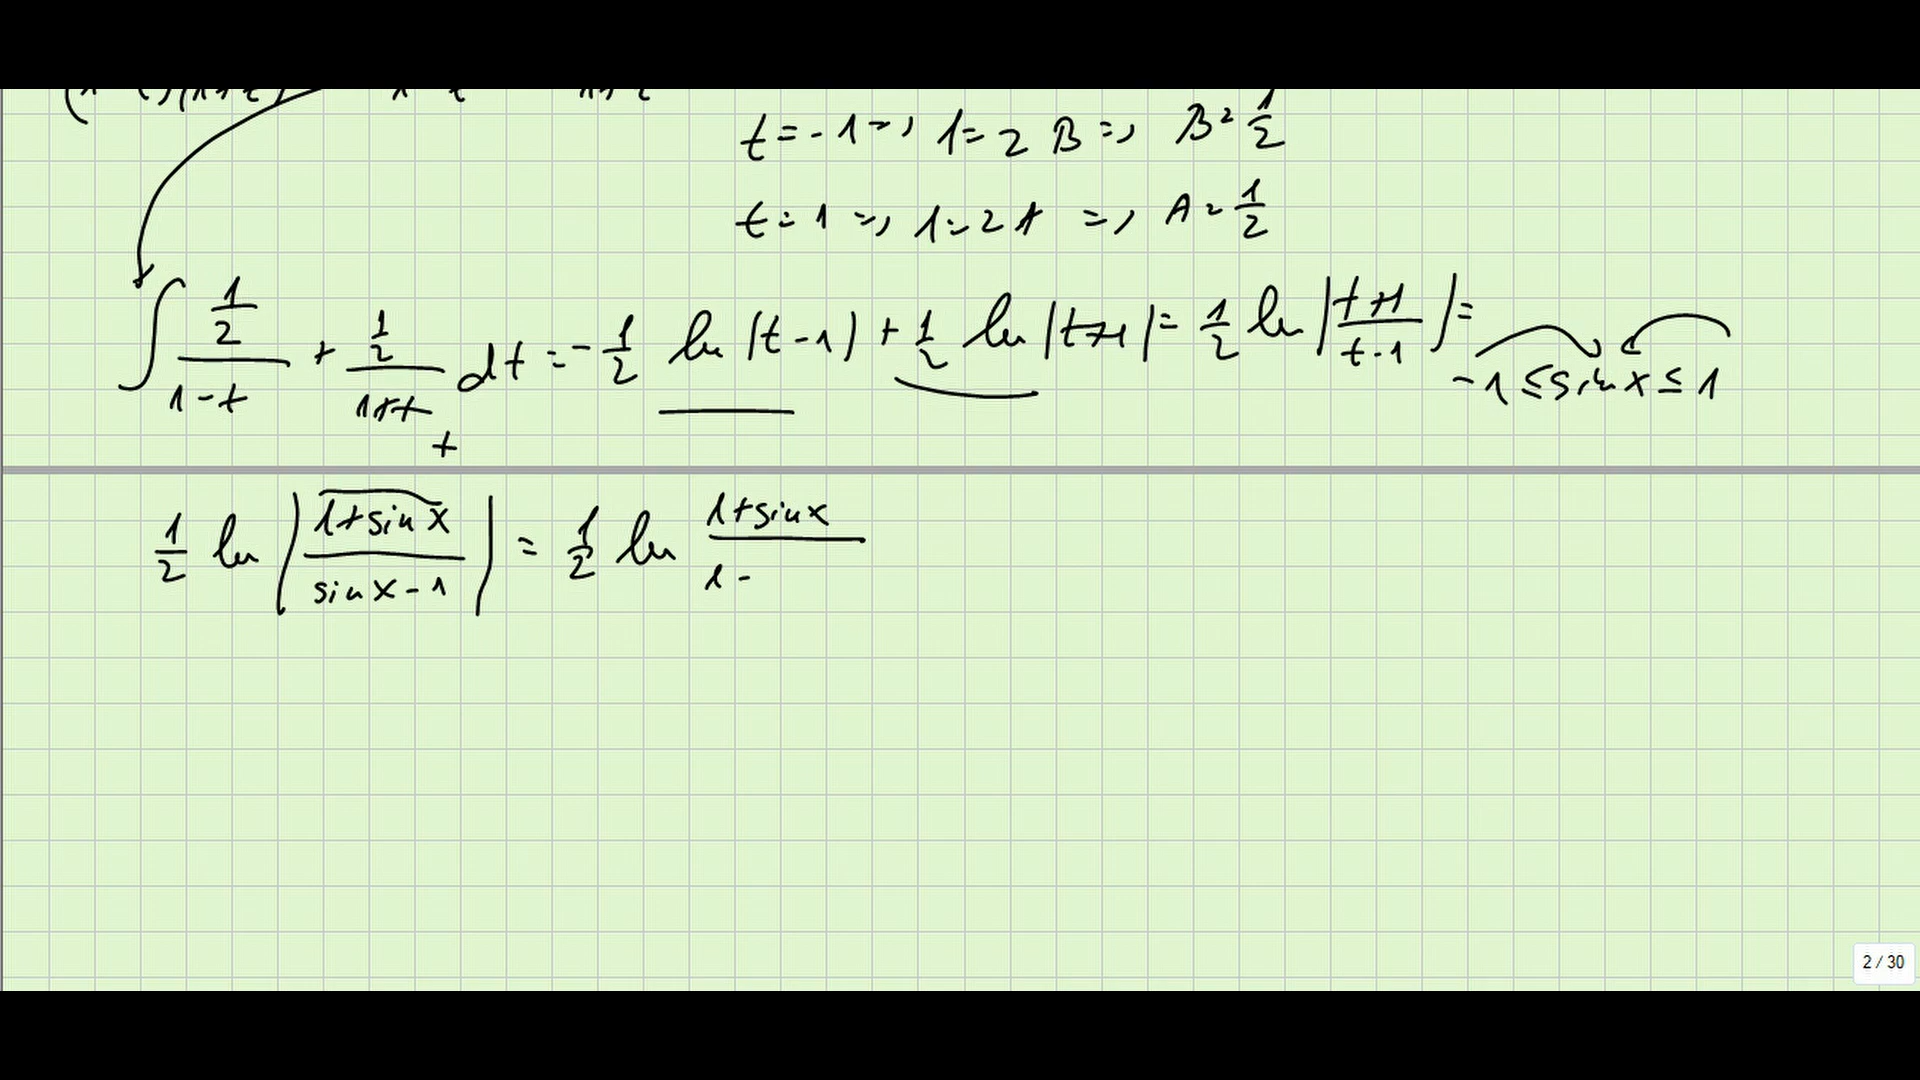 t = -1 => 1 = 2B => B = 1/2
t = 1 => 1 = 2A => A = 1/2
∫ (1/2)/(1-t) + (1/2)/(1+t) dt = -1/2 ln|t-1| + 1/2 ln|t+1| = 1/2 ln|(t+1)/(t-1)| =
-1 ≤ sin x ≤ 1
+
1/2 ln|(1+sin x)/(sin x - 1)| = 1/2 ln (1+sin x)/(1-
2 / 30